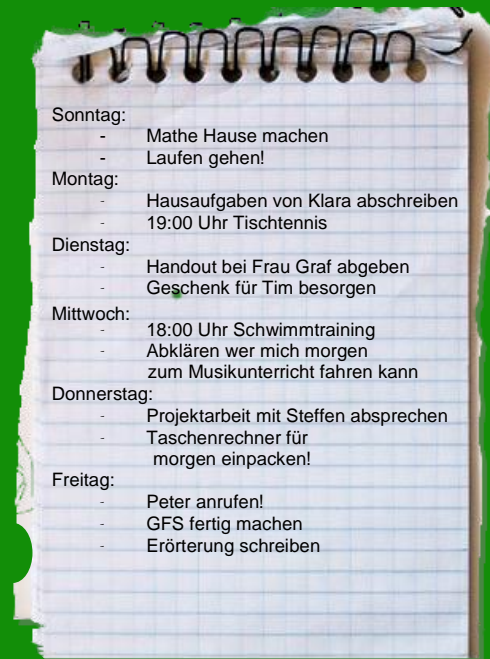 Sonntag:
- Mathe Hause machen
- Laufen gehen!
Montag:
- Hausaufgaben von Klara abschreiben
- 19:00 Uhr Tischtennis
Dienstag:
- Handout bei Frau Graf abgeben
- Geschenk für Tim besorgen
Mittwoch:
- 18:00 Uhr Schwimmtraining
- Abklären wer mich morgen
zum Musikunterricht fahren kann
Donnerstag:
- Projektarbeit mit Steffen absprechen
- Taschenrechner für
morgen einpacken!
Freitag:
- Peter anrufen!
- GFS fertig machen
- Erörterung schreiben